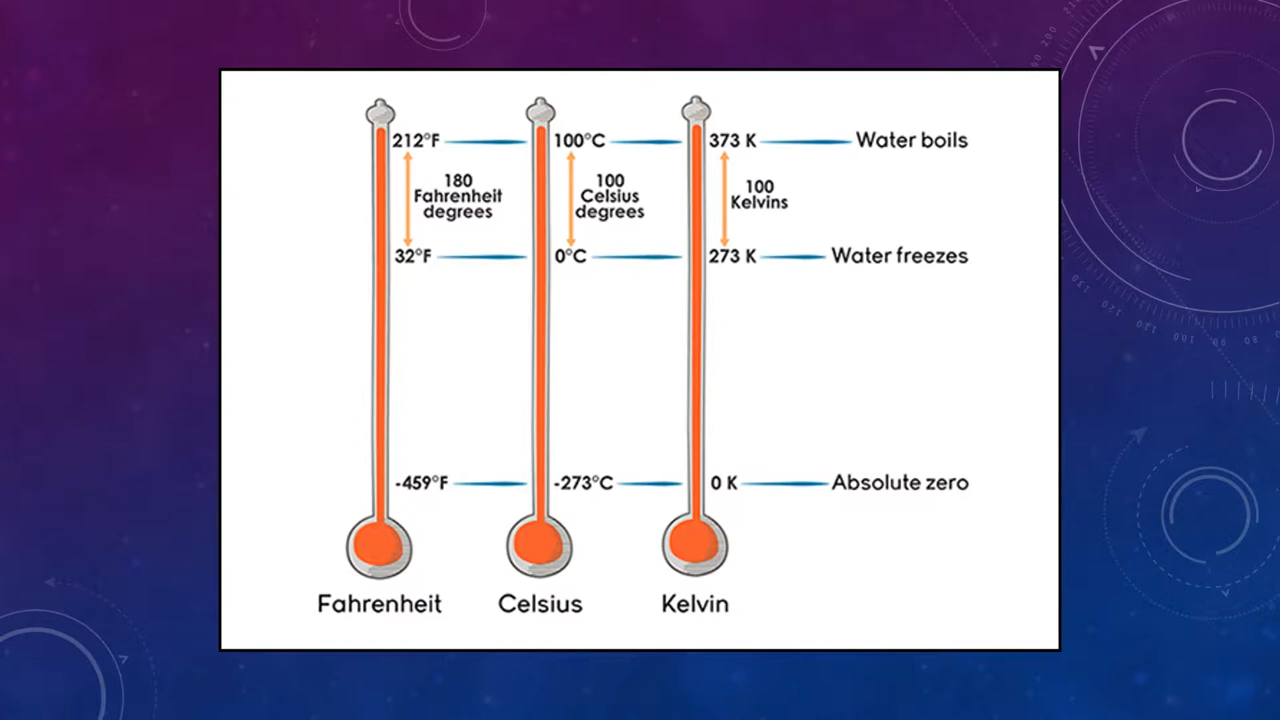 212°F 100°C 373 K Water boils
180
Fahrenheit
degrees
100
Celsius
degrees
100
Kelvins
32°F 0°C 273 K Water freezes
-459°F -273°C 0 K Absolute zero
Fahrenheit Celsius Kelvin